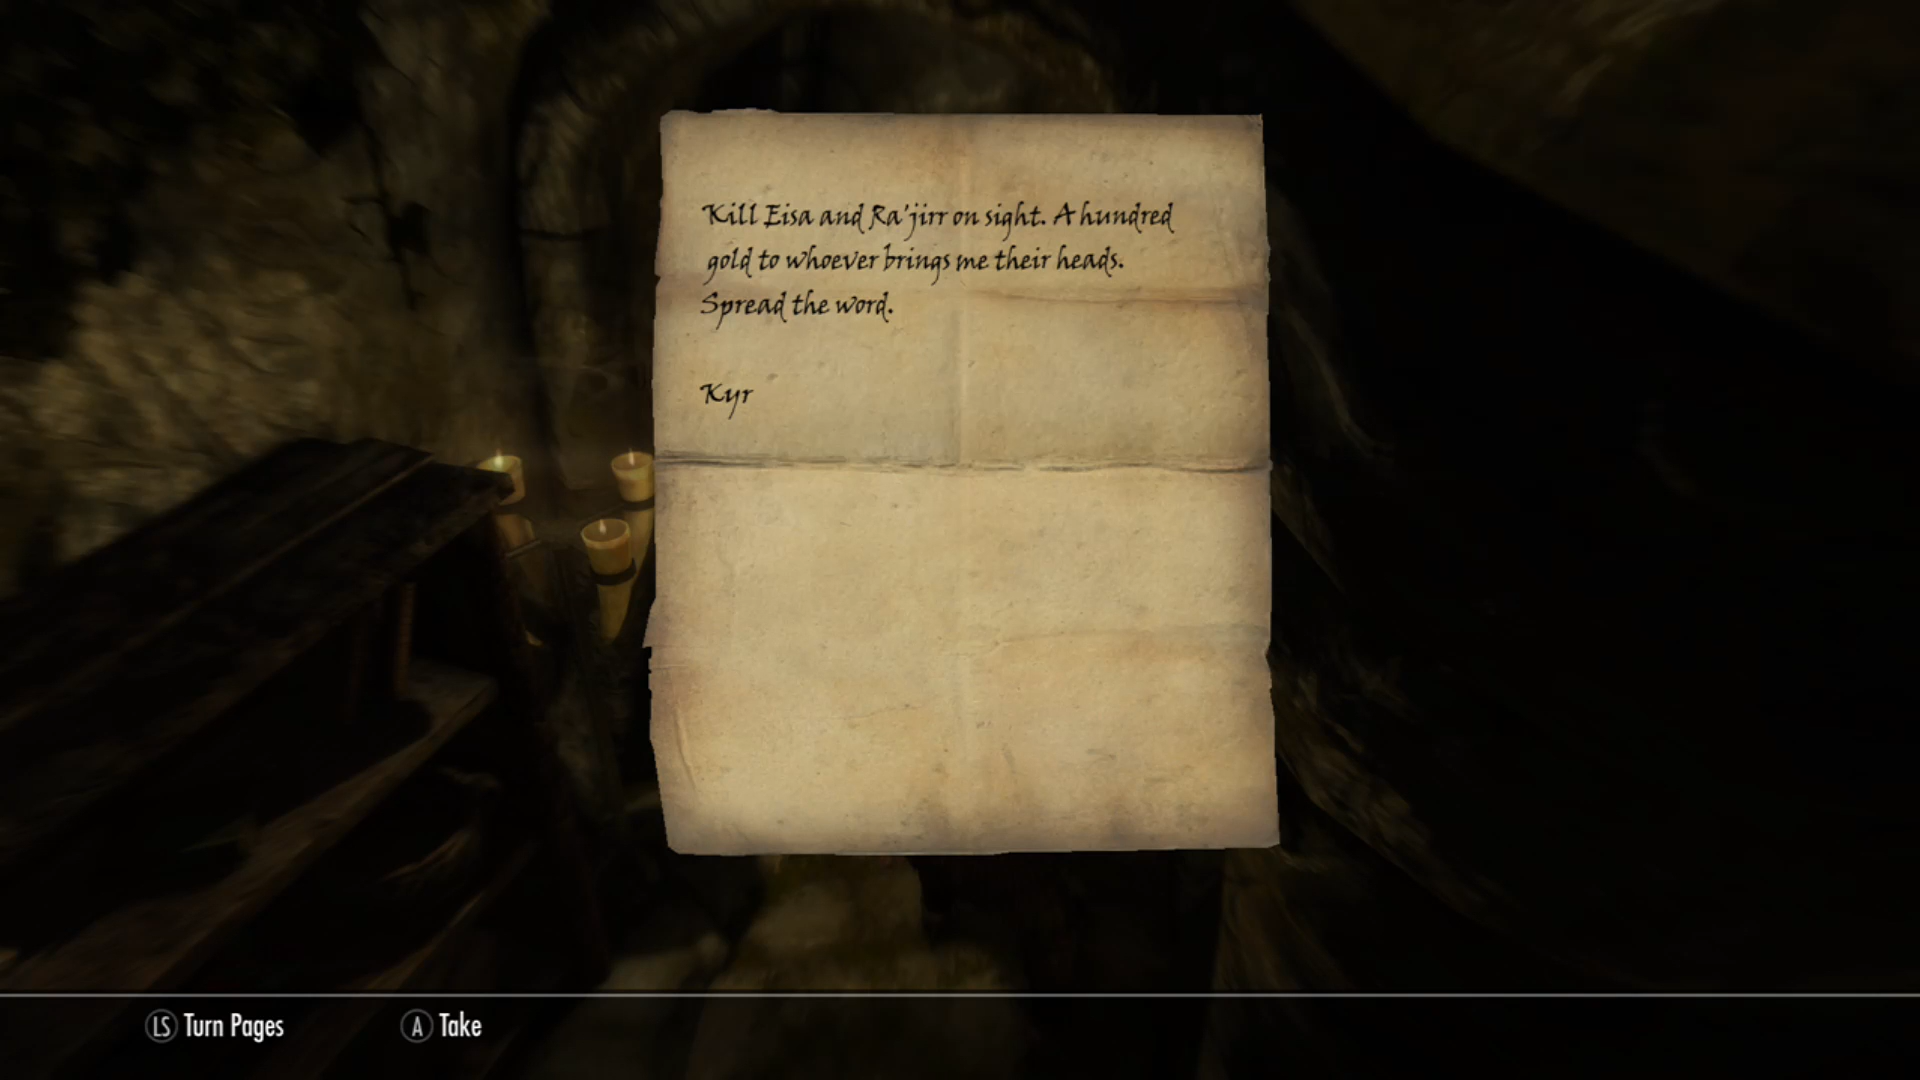 Kill Eisa and Ra'jirr on sight. A hundred
gold to whoever brings me their heads.
Spread the word.
Kyr
LS Turn Pages
A Take